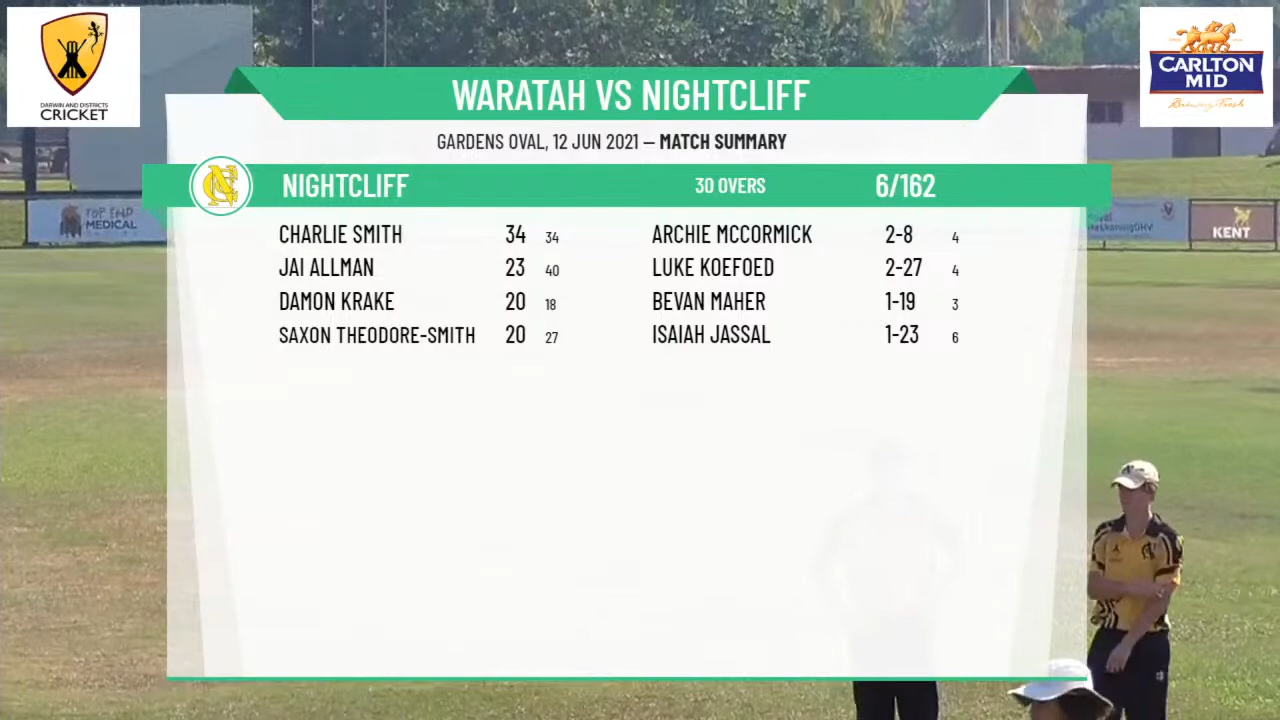 DARWIN AND DISTRICTS
CRICKET
CARLTON
MID
Brewed Fresh
WARATAH VS NIGHTCLIFF
GARDENS OVAL, 12 JUN 2021 – MATCH SUMMARY
NIGHTCLIFF 30 OVERS 6/162
CHARLIE SMITH 34 34 ARCHIE MCCORMICK 2-8 4
JAI ALLMAN 23 40 LUKE KOEFOED 2-27 4
DAMON KRAKE 20 18 BEVAN MAHER 1-19 3
SAXON THEODORE-SMITH 20 27 ISAIAH JASSAL 1-23 6
TOP END
MEDICAL
KENT